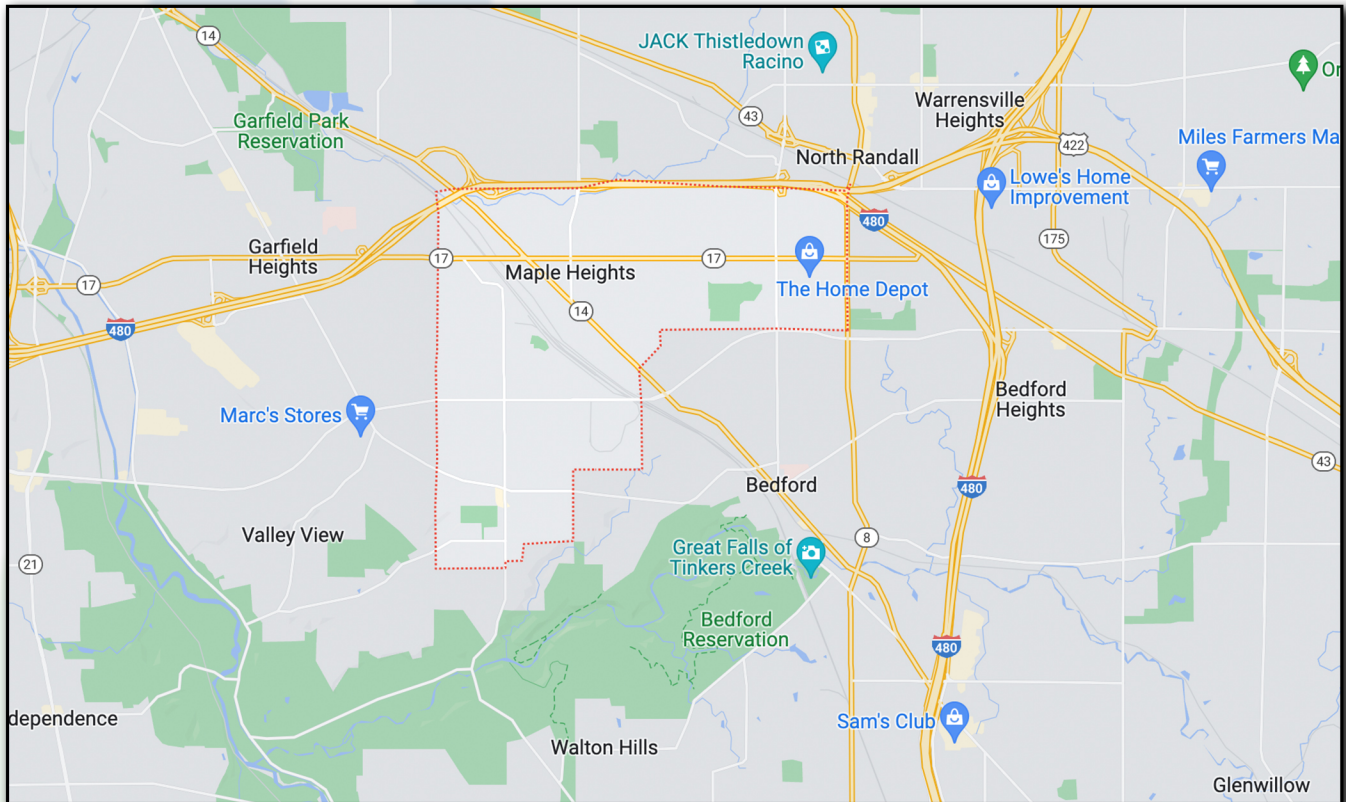 14
JACK Thistledown
Racino
Or
43
Warrensville
Heights
Garfield Park
Reservation
422
Miles Farmers Ma
North Randall
Lowe's Home
Improvement
480
175
Garfield
Heights
17
17
17
Maple Heights
The Home Depot
14
480
Bedford
Heights
Marc's Stores
43
Bedford
480
Valley View
8
Great Falls of
Tinkers Creek
21
Bedford
Reservation
480
dependence
Sam's Club
Walton Hills
Glenwillow